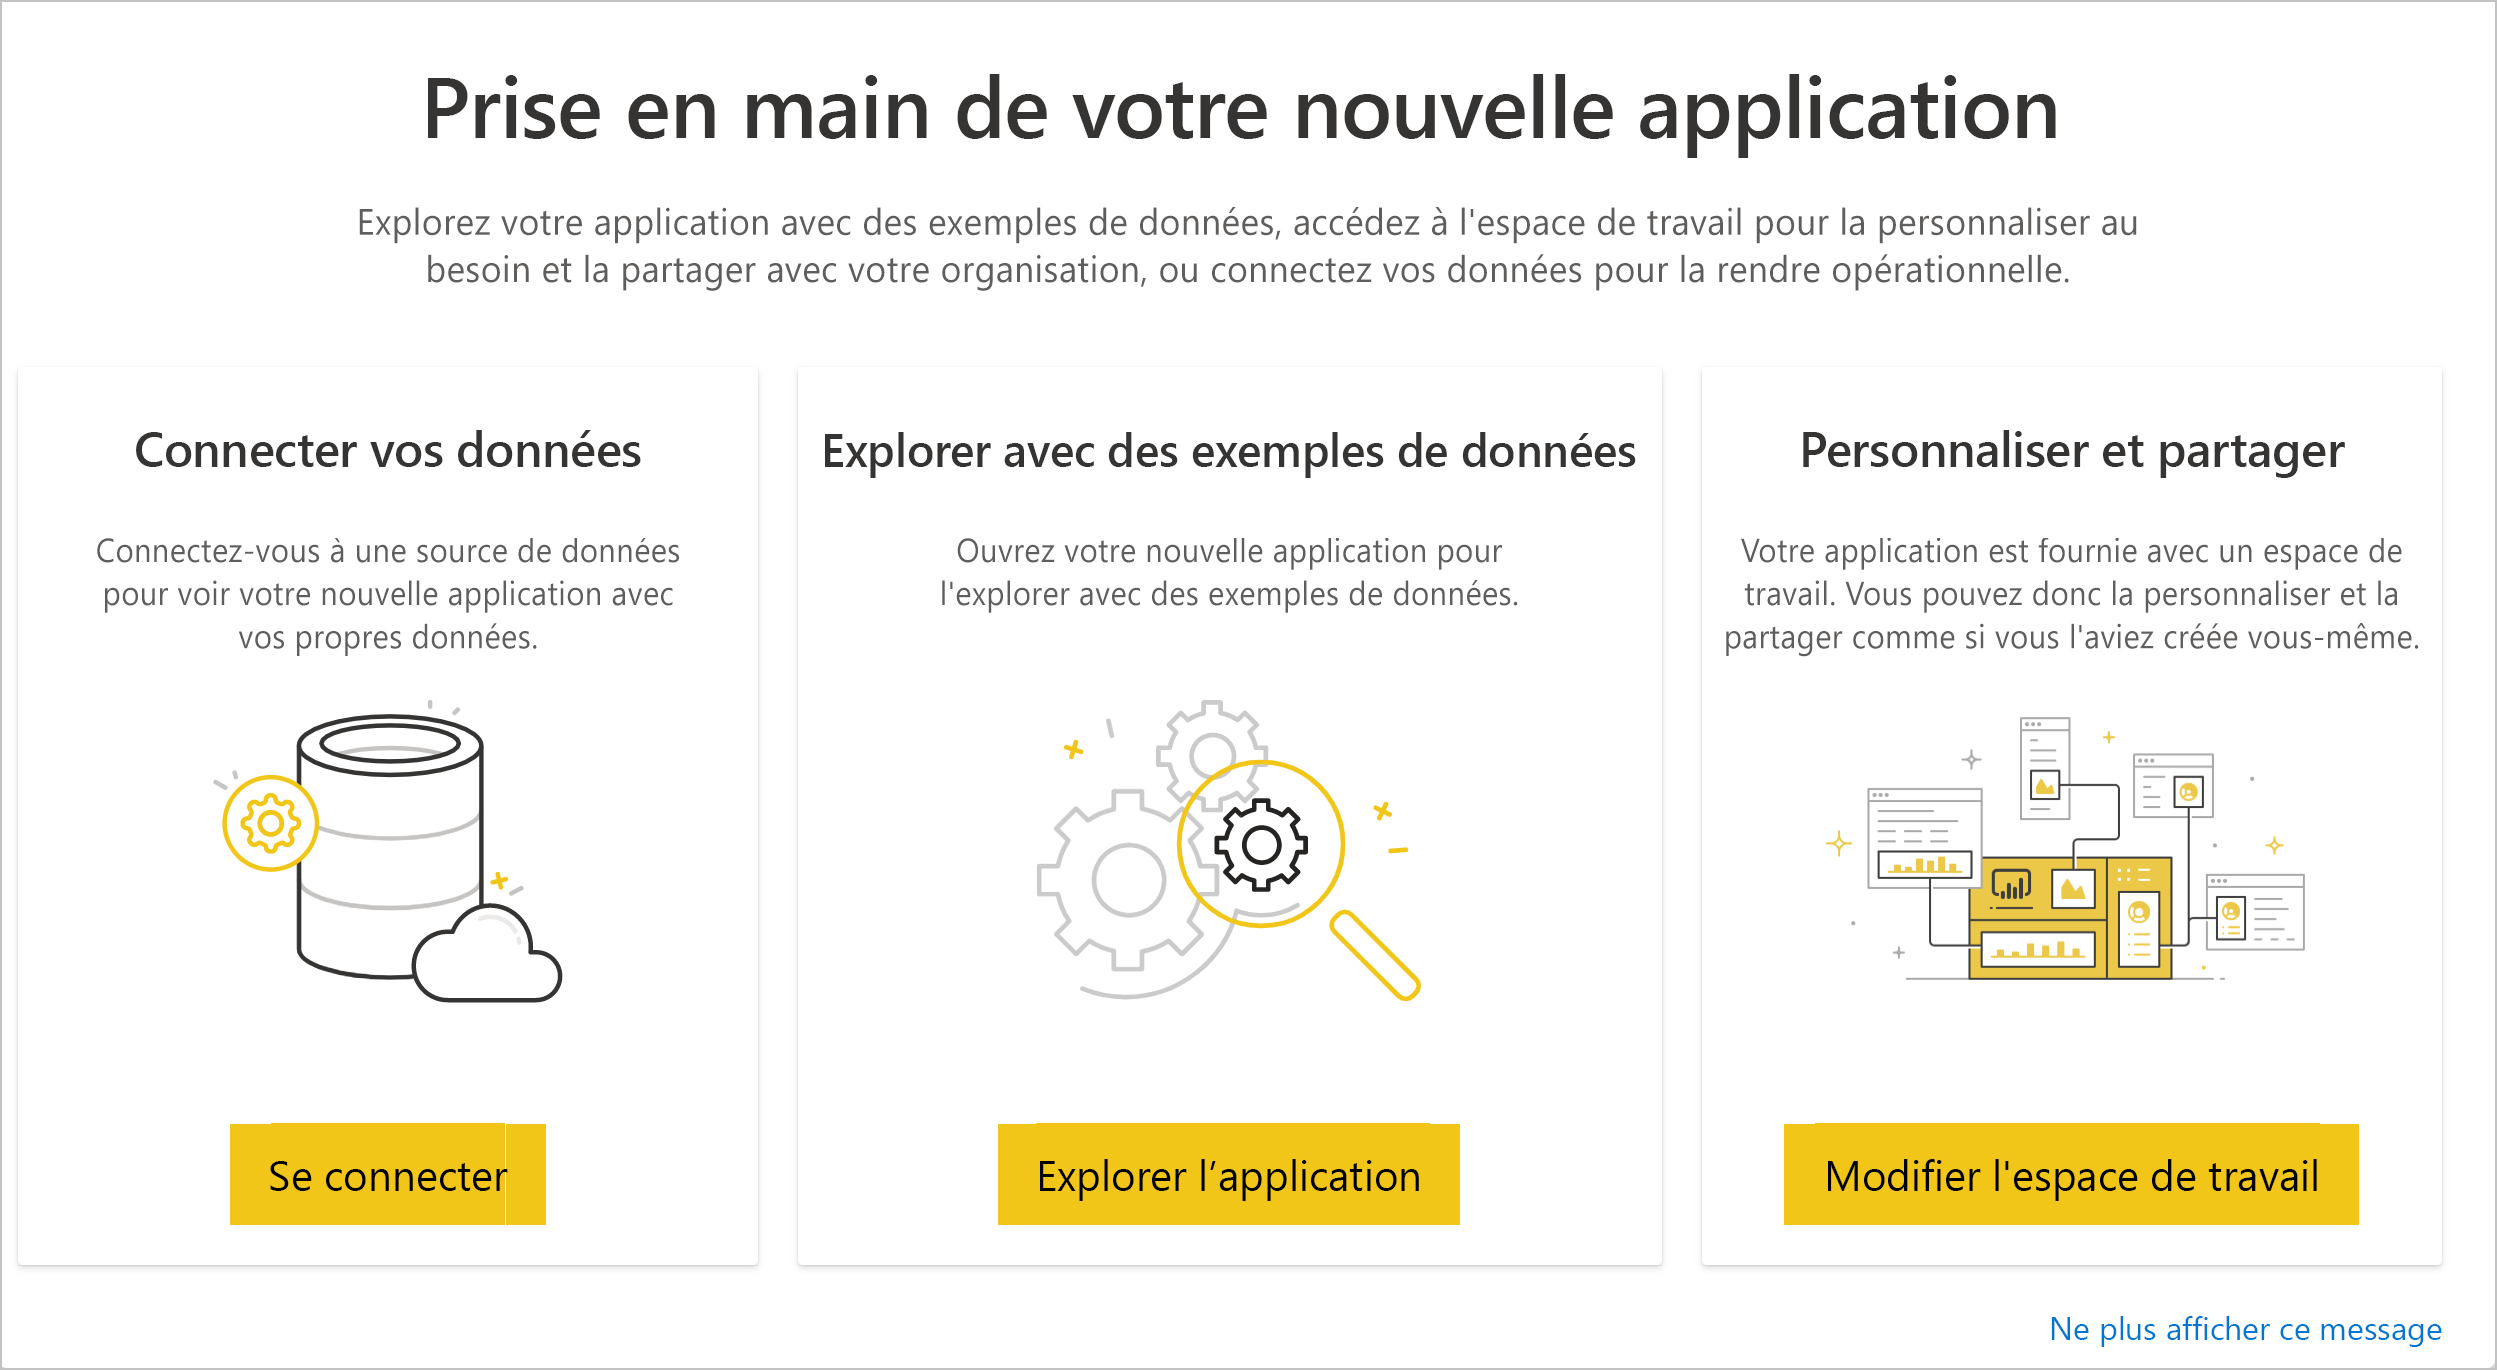 Prise en main de votre nouvelle application
Explorez votre application avec des exemples de données, accédez à l'espace de travail pour la personnaliser au
besoin et la partager avec votre organisation, ou connectez vos données pour la rendre opérationnelle.
Connecter vos données
Connectez-vous à une source de données
pour voir votre nouvelle application avec
vos propres données.
Se connecter
Explorer avec des exemples de données
Ouvrez votre nouvelle application pour
l'explorer avec des exemples de données.
Explorer l’application
Personnaliser et partager
Votre application est fournie avec un espace de
travail. Vous pouvez donc la personnaliser et la
partager comme si vous l'aviez créée vous-même.
Modifier l'espace de travail
Ne plus afficher ce message